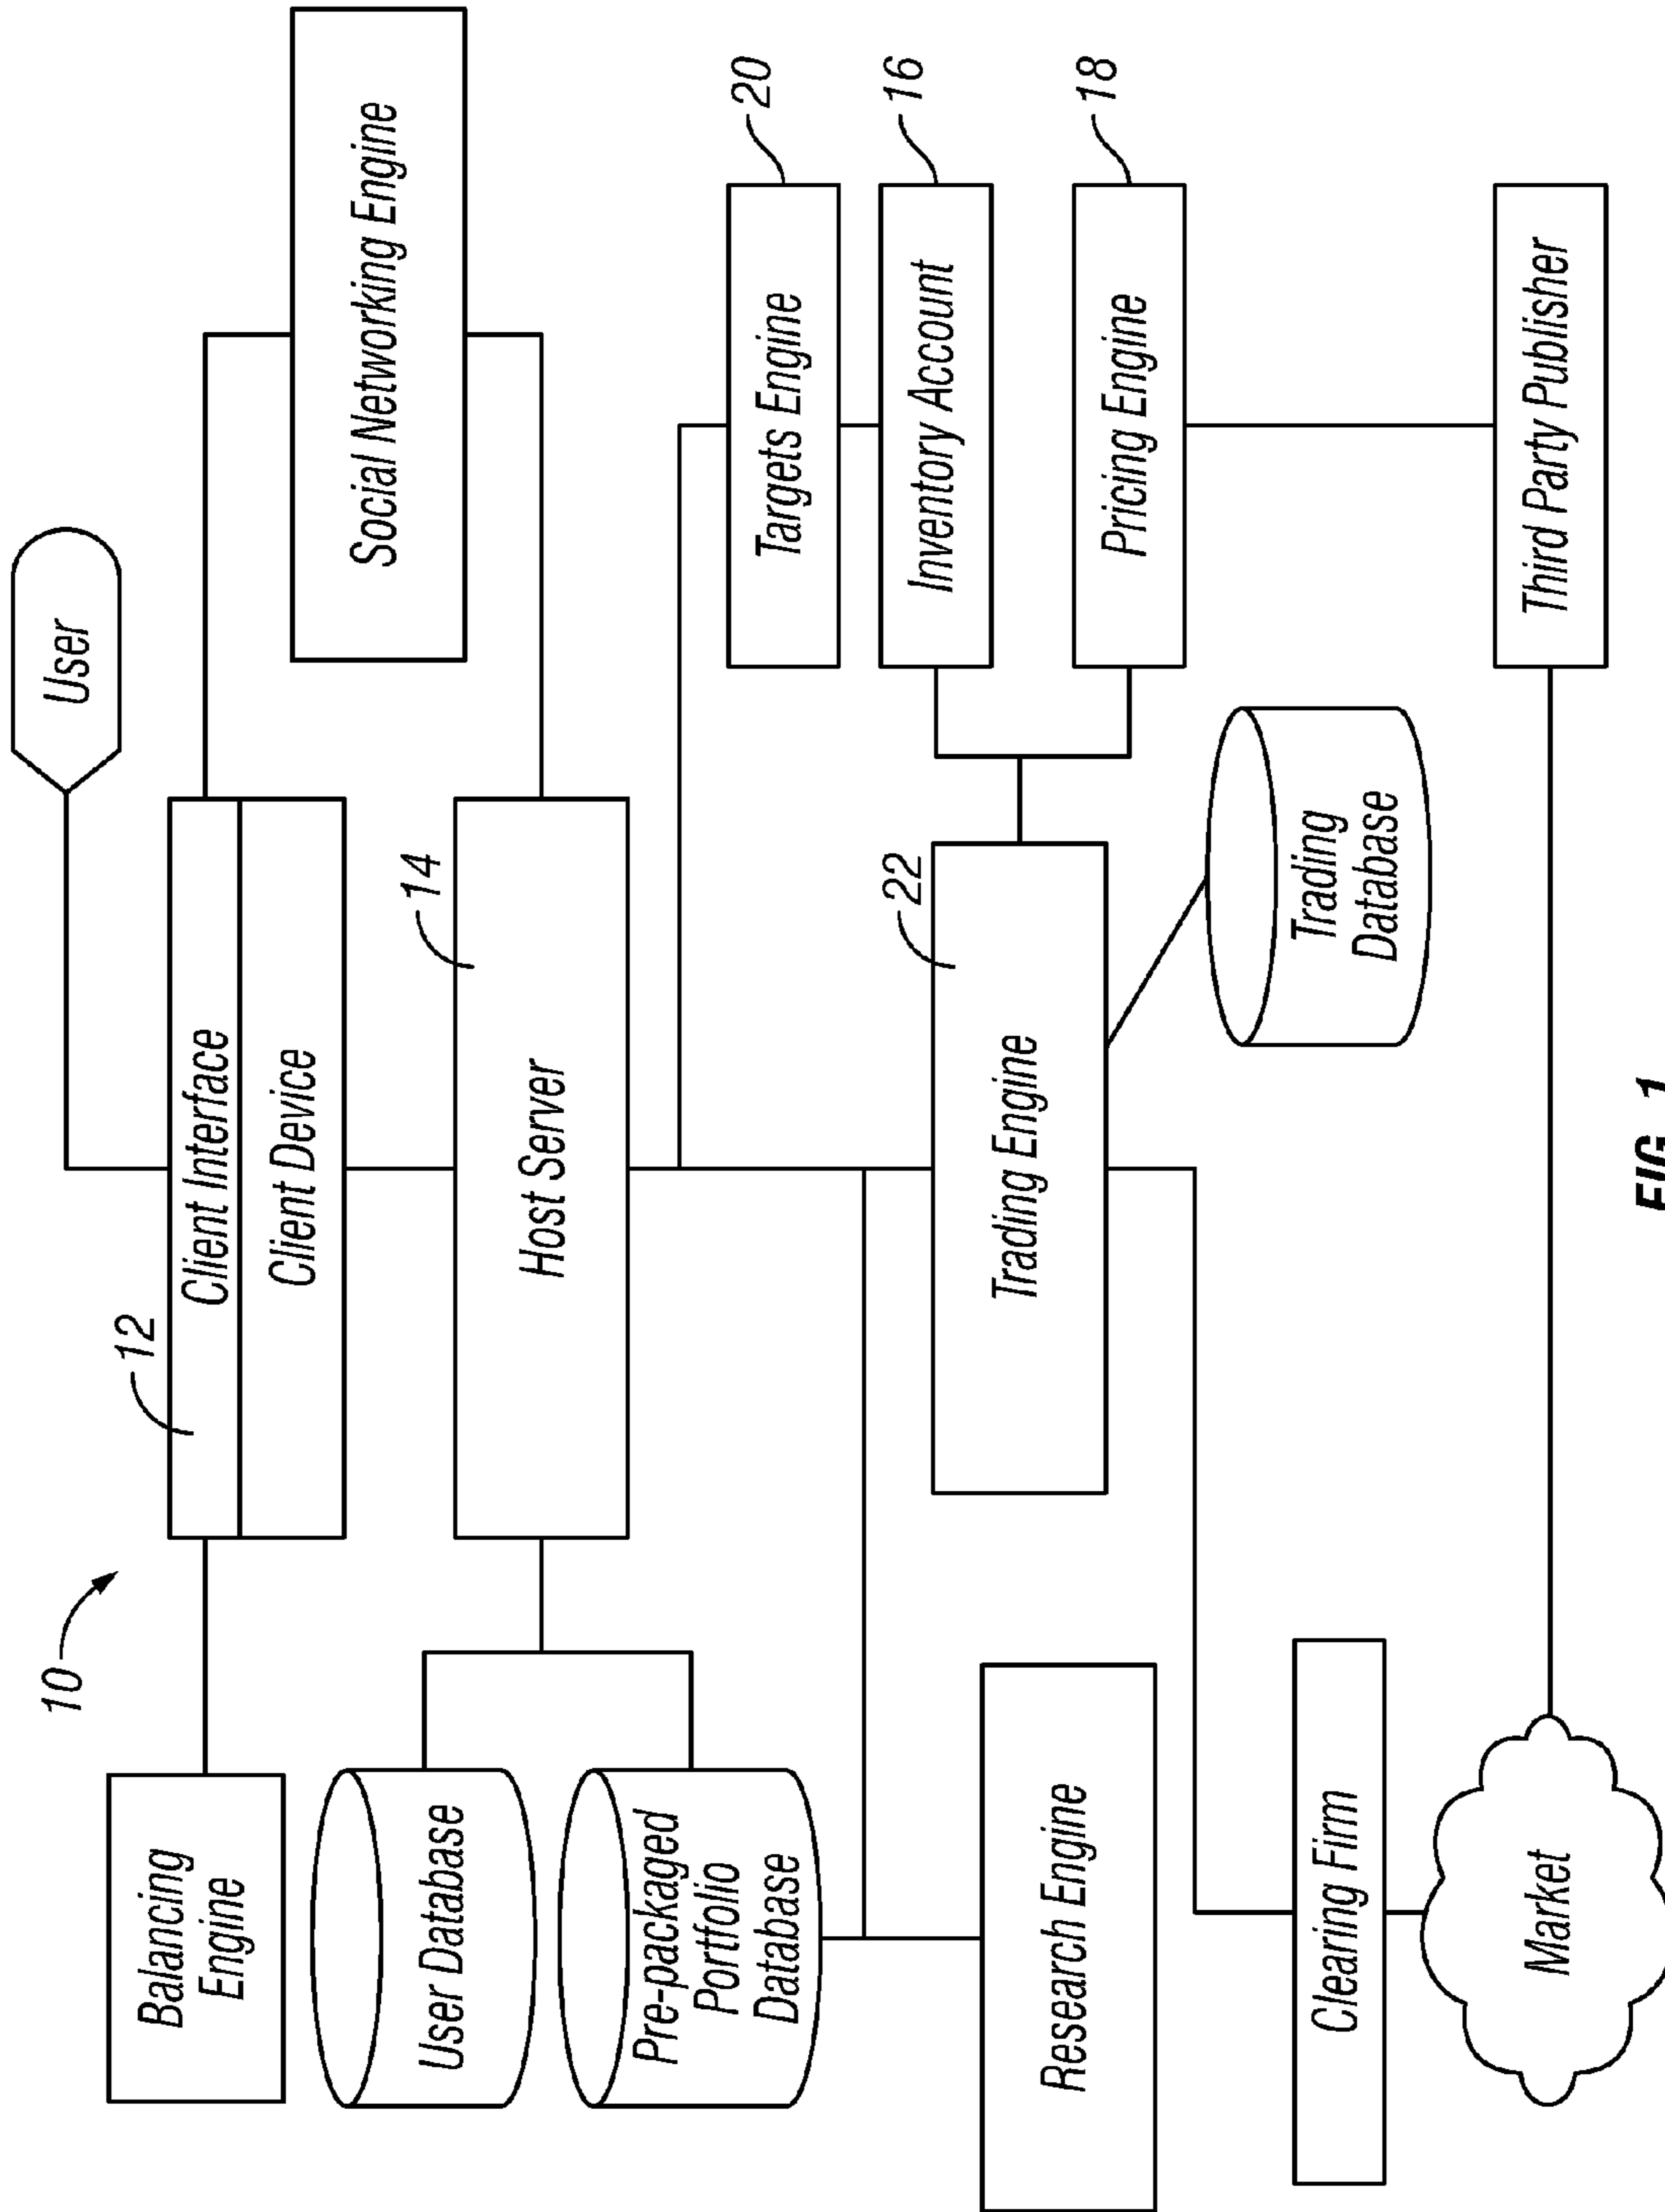 10
User
12
Client Interface
Client Device
Balancing
Engine
Social Networking Engine
14
Host Server
User Database
Pre-packaged
Portfolio
Database
20
Targets Engine
16
Inventory Account
22
Trading Engine
18
Pricing Engine
Research Engine
Trading
Database
Clearing Firm
Market
Third Party Publisher
FIG. 1